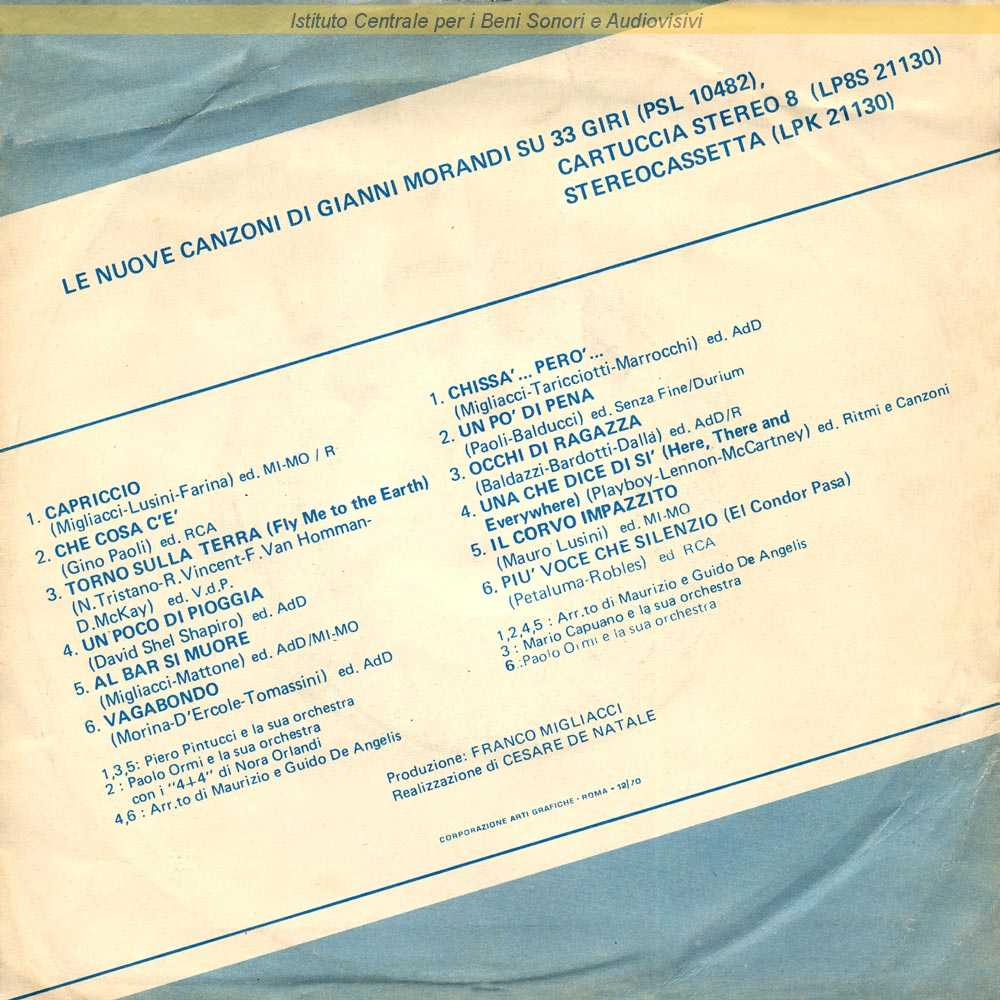 Istituto Centrale per i Beni Sonori e Audiovisivi
LE NUOVE CANZONI DI GIANNI MORANDI SU 33 GIRI (PSL 10482),
CARTUCCIA STEREO 8 (LP8S 21130)
STEREOCASSETTA (LPK 21130)
1. CAPRICCIO
(Migliacci-Lusini-Farina) ed. MI-MO / R
2. CHE COSA C'E'
(Gino Paoli) ed. RCA
3. TORNO SULLA TERRA (Fly Me to the Earth)
(N.Tristano-R.Vincent-F.Van Homman-
D.McKay) ed. V.d.P.
4. UN POCO DI PIOGGIA
(David Shel Shapiro) ed. AdD
5. AL BAR SI MUORE
(Migliacci-Mattone) ed. AdD/MI-MO
6. VAGABONDO
(Morina-D'Ercole-Tomassini) ed. AdD
1,3,5: Piero Pintucci e la sua orchestra
2 : Paolo Ormi e la sua orchestra
con i "4+4" di Nora Orlandi
4,6 : Arr.to di Maurizio e Guido De Angelis
1. CHISSA'... PERO'...
(Migliacci-Taricciotti-Marrocchi) ed. AdD
2. UN PO' DI PENA
(Paoli-Balducci) ed. Senza Fine/Durium
3. OCCHI DI RAGAZZA
(Baldazzi-Bardotti-Dalla) ed. AdD/R
4. UNA CHE DICE DI SI' (Here, There and
Everywhere) (Playboy-Lennon-McCartney) ed. Ritmi e Canzoni
5. IL CORVO IMPAZZITO
(Mauro Lusini) ed. MI-MO
6. PIU' VOCE CHE SILENZIO (El Condor Pasa)
(Petaluma-Robles) ed RCA
1,2,4,5 : Arr.to di Maurizio e Guido De Angelis
3 : Mario Capuano e la sua orchestra
6 : Paolo Ormi e la sua orchestra
Produzione: FRANCO MIGLIACCI
Realizzazione di CESARE DE NATALE
CORPORAZIONE ARTI GRAFICHE - ROMA - 12/70